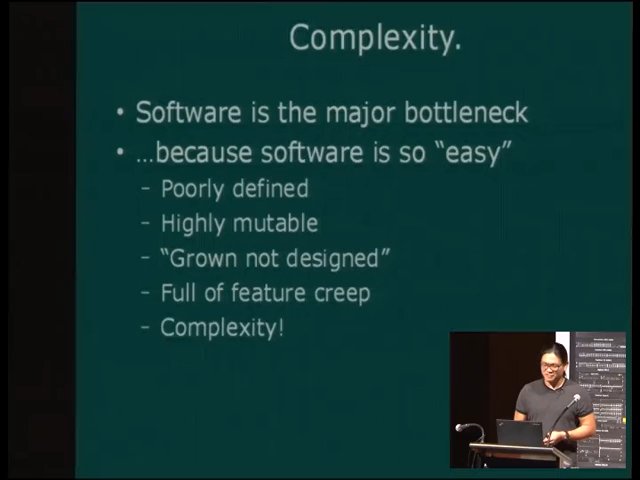 Complexity.
• Software is the major bottleneck
• …because software is so “easy”
– Poorly defined
– Highly mutable
– “Grown not designed”
– Full of feature creep
– Complexity!